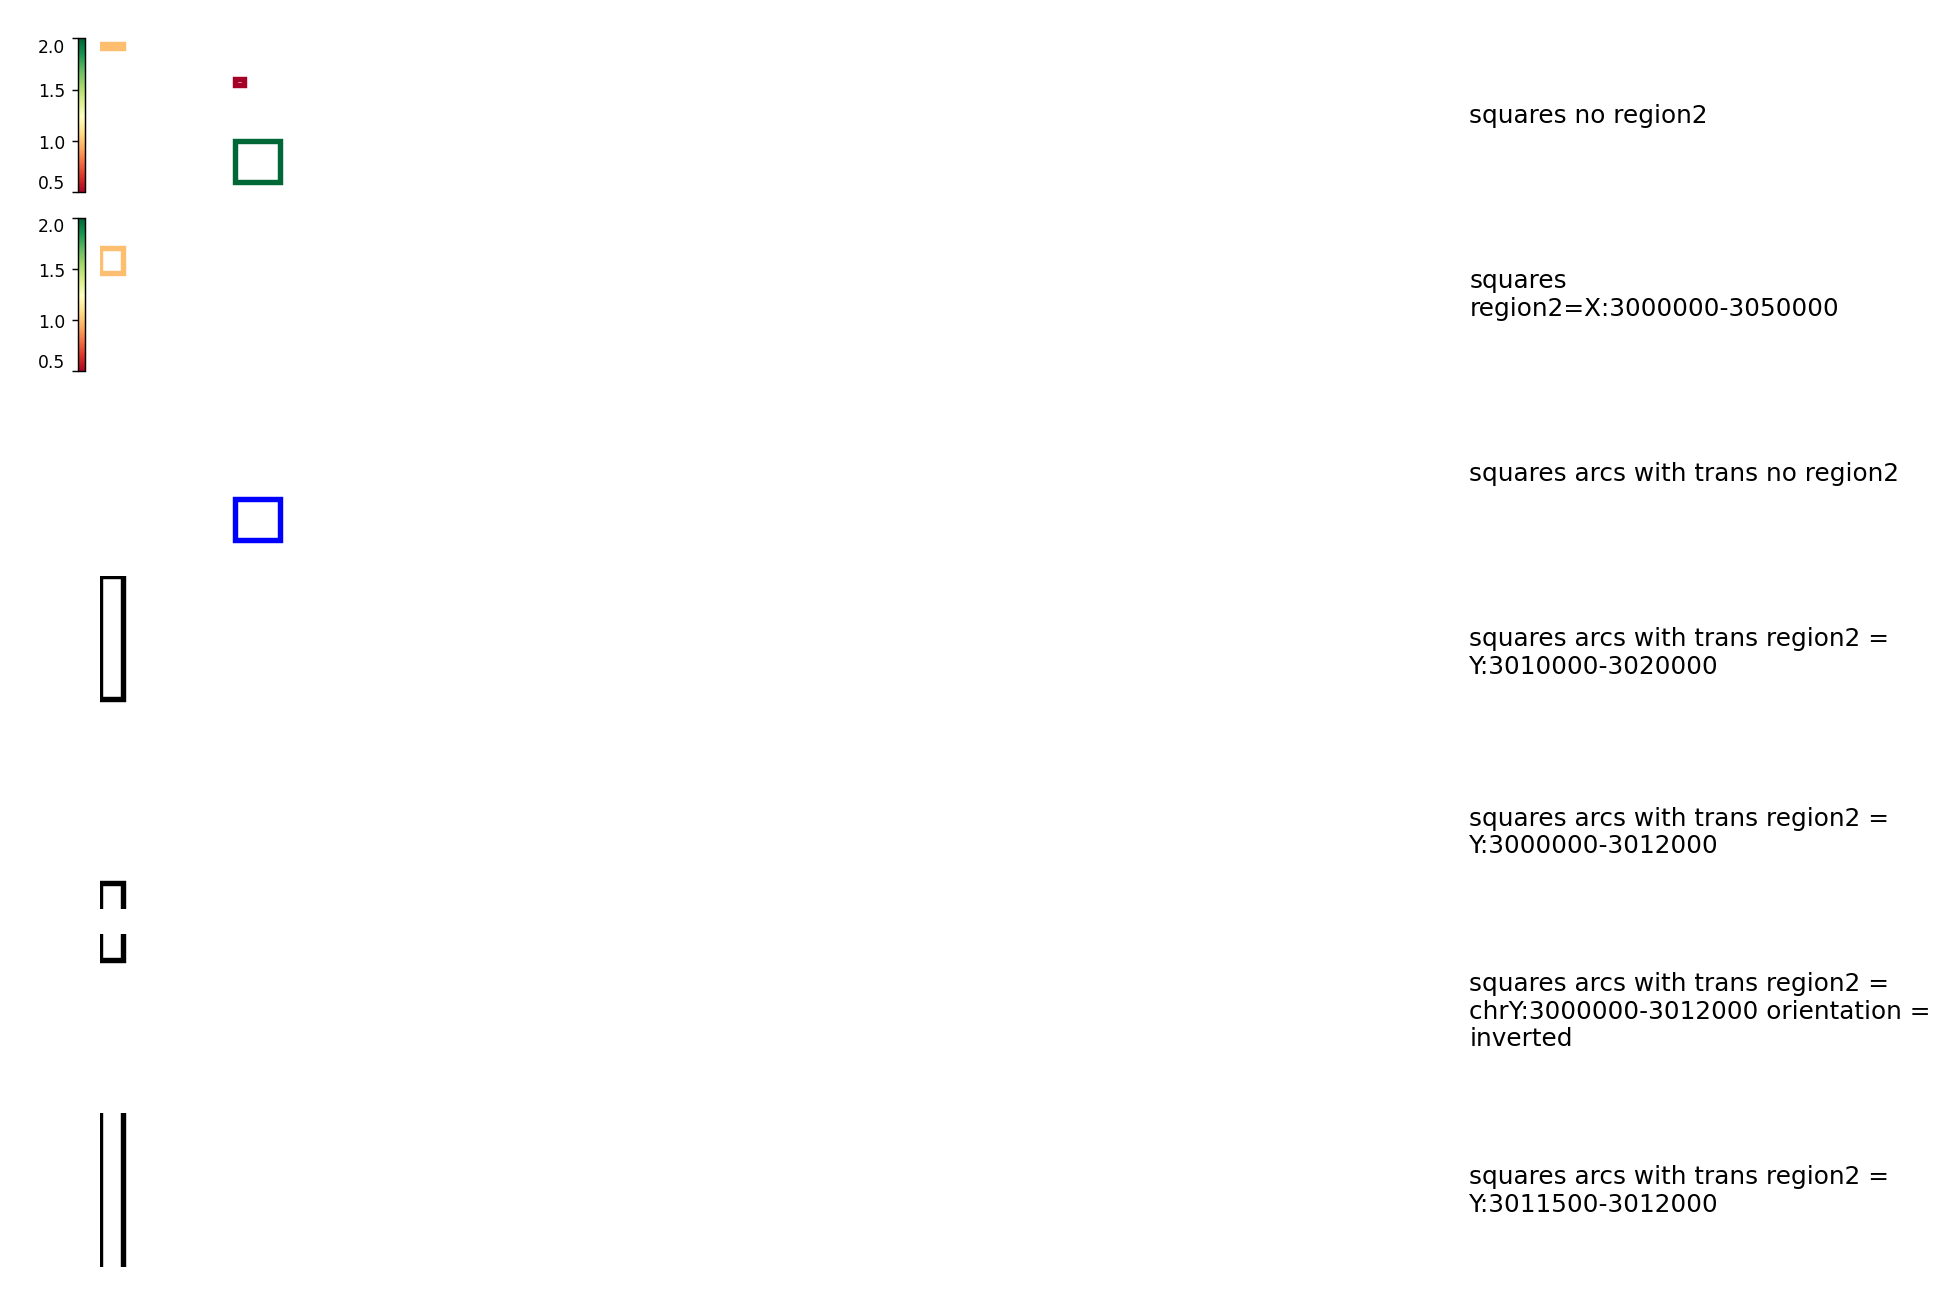 2.0
1.5
1.0
0.5
squares no region2
2.0
1.5
1.0
0.5
squares
region2=X:3000000-3050000
squares arcs with trans no region2
squares arcs with trans region2 =
Y:3010000-3020000
squares arcs with trans region2 =
Y:3000000-3012000
squares arcs with trans region2 =
chrY:3000000-3012000 orientation =
inverted
squares arcs with trans region2 =
Y:3011500-3012000